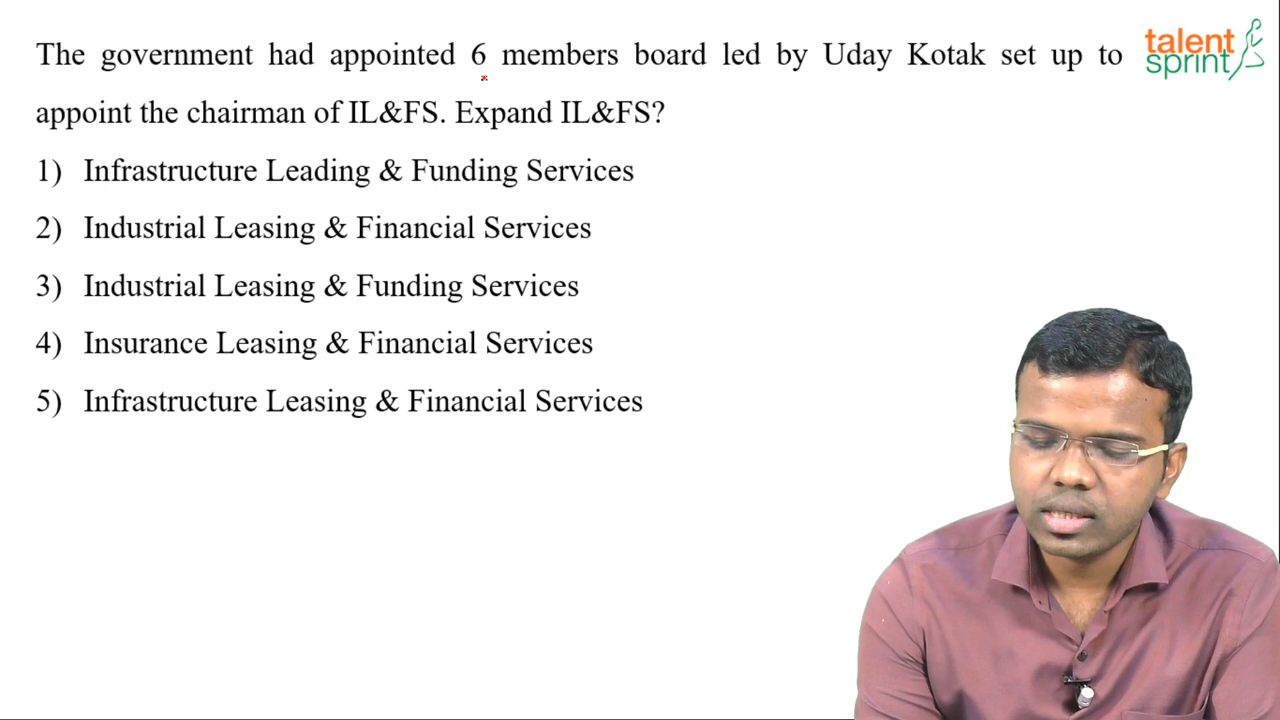 The government had appointed 6 members board led by Uday Kotak set up to
appoint the chairman of IL&FS. Expand IL&FS?
1) Infrastructure Leading & Funding Services
2) Industrial Leasing & Financial Services
3) Industrial Leasing & Funding Services
4) Insurance Leasing & Financial Services
5) Infrastructure Leasing & Financial Services
talent
sprint